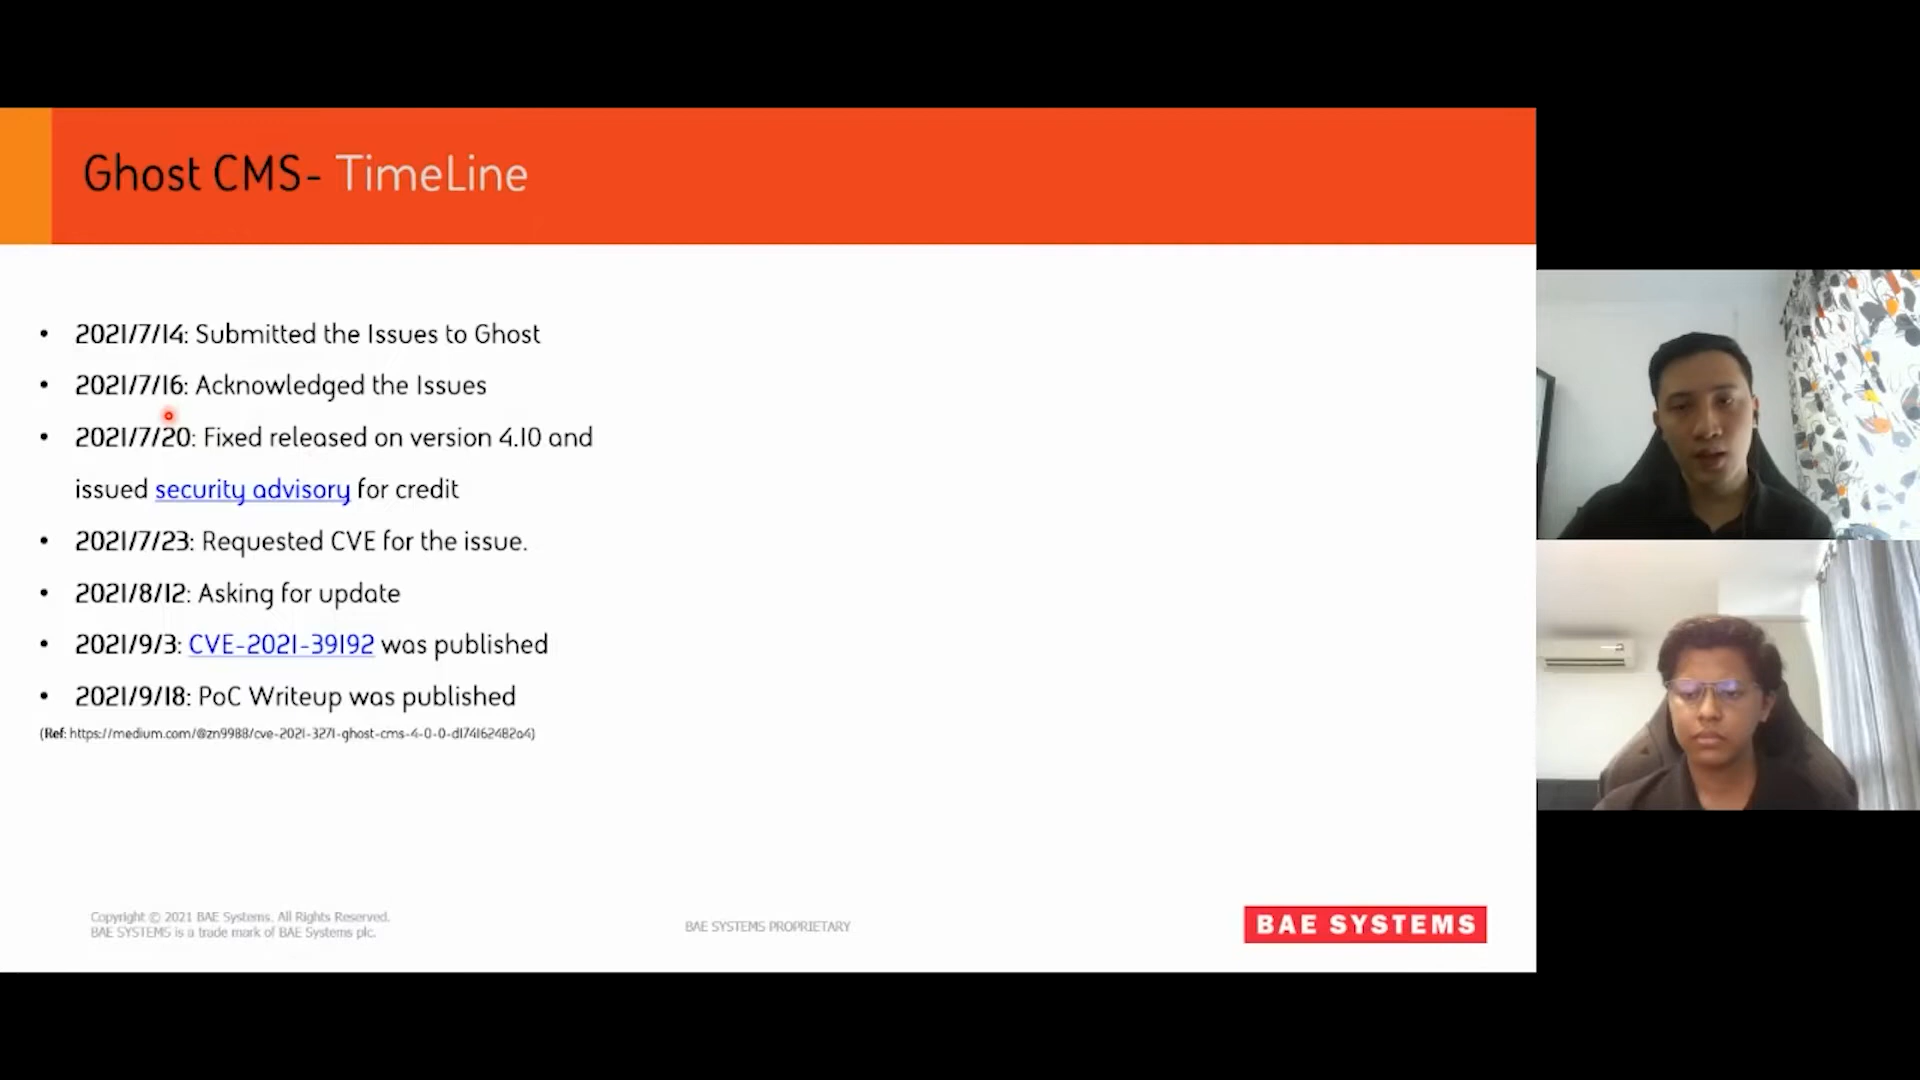 Ghost CMS- TimeLine
• 2021/7/14: Submitted the Issues to Ghost
• 2021/7/16: Acknowledged the Issues
• 2021/7/20: Fixed released on version 4.10 and
issued security advisory for credit
• 2021/7/23: Requested CVE for the issue.
• 2021/8/12: Asking for update
• 2021/9/3: CVE-2021-39192 was published
• 2021/9/18: PoC Writeup was published
(Ref: https://medium.com/@zn9988/cve-2021-3271-ghost-cms-4-0-0-d174162482a4)
Copyright © 2021 BAE Systems. All Rights Reserved.
BAE SYSTEMS is a trade mark of BAE Systems plc.
BAE SYSTEMS PROPRIETARY
BAE SYSTEMS